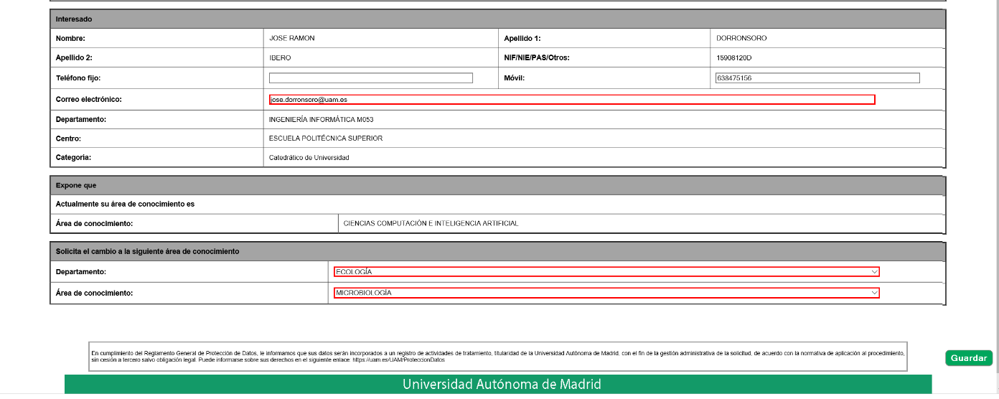 Interesado
Nombre: JOSE RAMON Apellido 1: DORRONSORO
Apellido 2: IBERO NIF/NIE/PAS/Otros: 15908120D
Teléfono fijo: Móvil: 638475156
Correo electrónico: jose.dorronsoro@uam.es
Departamento: INGENIERÍA INFORMÁTICA M053
Centro: ESCUELA POLITÉCNICA SUPERIOR
Categoria: Catedrático de Universidad
Expone que
Actualmente su área de conocimiento es
Área de conocimiento: CIENCIAS COMPUTACIÓN E INTELIGENCIA ARTIFICIAL
Solicita el cambio a la siguiente área de conocimiento
Departamento: ECOLOGÍA
Área de conocimiento: MICROBIOLOGÍA
En cumplimiento del Reglamento General de Protección de Datos, le informamos que sus datos serán incorporados a un registro de actividades de tratamiento, titularidad de la Universidad Autónoma de Madrid, con el fin de la gestión administrativa de la solicitud, de acuerdo con la normativa de aplicación al procedimiento,
sin cesión a tercero salvo obligación legal. Puede informarse sobre sus derechos en el siguiente enlace: https://uam.es/UAM/ProteccionDatos
Guardar
Universidad Autónoma de Madrid